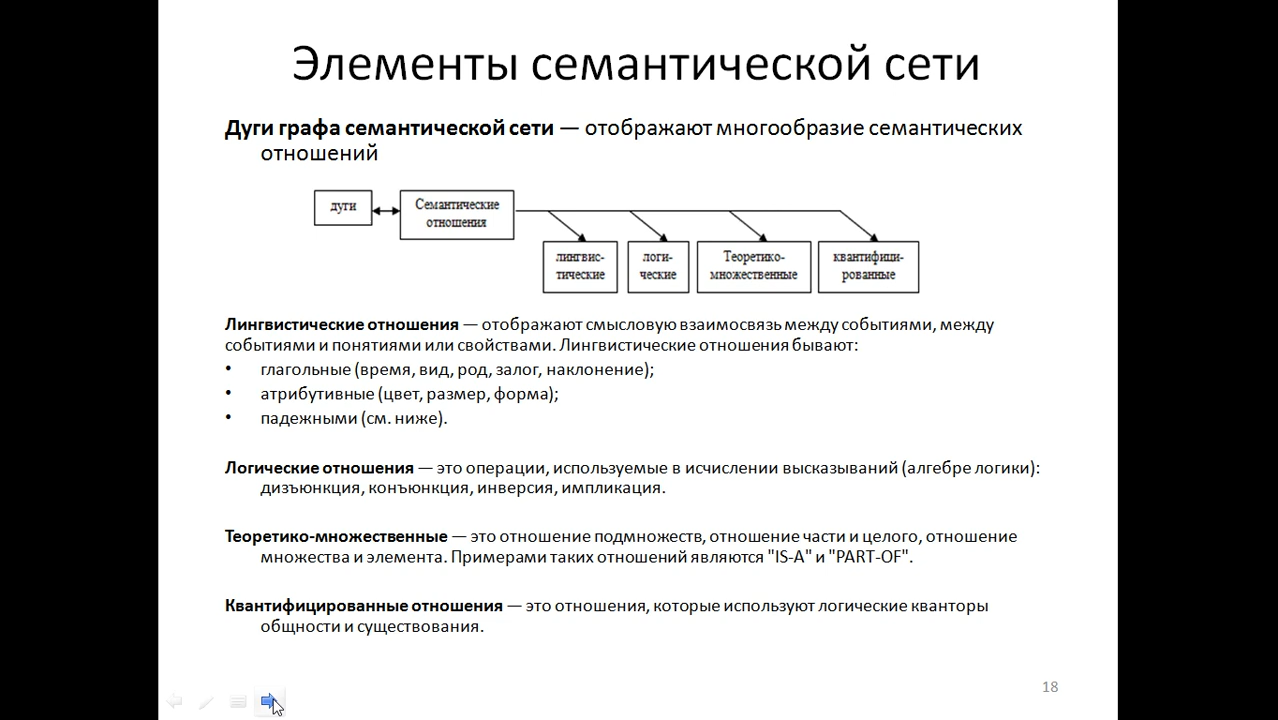 Элементы семантической сети
Дуги графа семантической сети — отображают многообразие семантических
отношений
дуги
Семантические
отношения
лингвис-
тические
логи-
ческие
Теоретико-
множественные
квантифици-
рованные
Лингвистические отношения — отображают смысловую взаимосвязь между событиями, между
событиями и понятиями или свойствами. Лингвистические отношения бывают:
• глагольные (время, вид, род, залог, наклонение);
• атрибутивные (цвет, размер, форма);
• падежными (см. ниже).
Логические отношения — это операции, используемые в исчислении высказываний (алгебре логики):
дизъюнкция, конъюнкция, инверсия, импликация.
Теоретико-множественные — это отношение подмножеств, отношение части и целого, отношение
множества и элемента. Примерами таких отношений являются "IS-A" и "PART-OF".
Квантифицированные отношения — это отношения, которые используют логические кванторы
общности и существования.
18